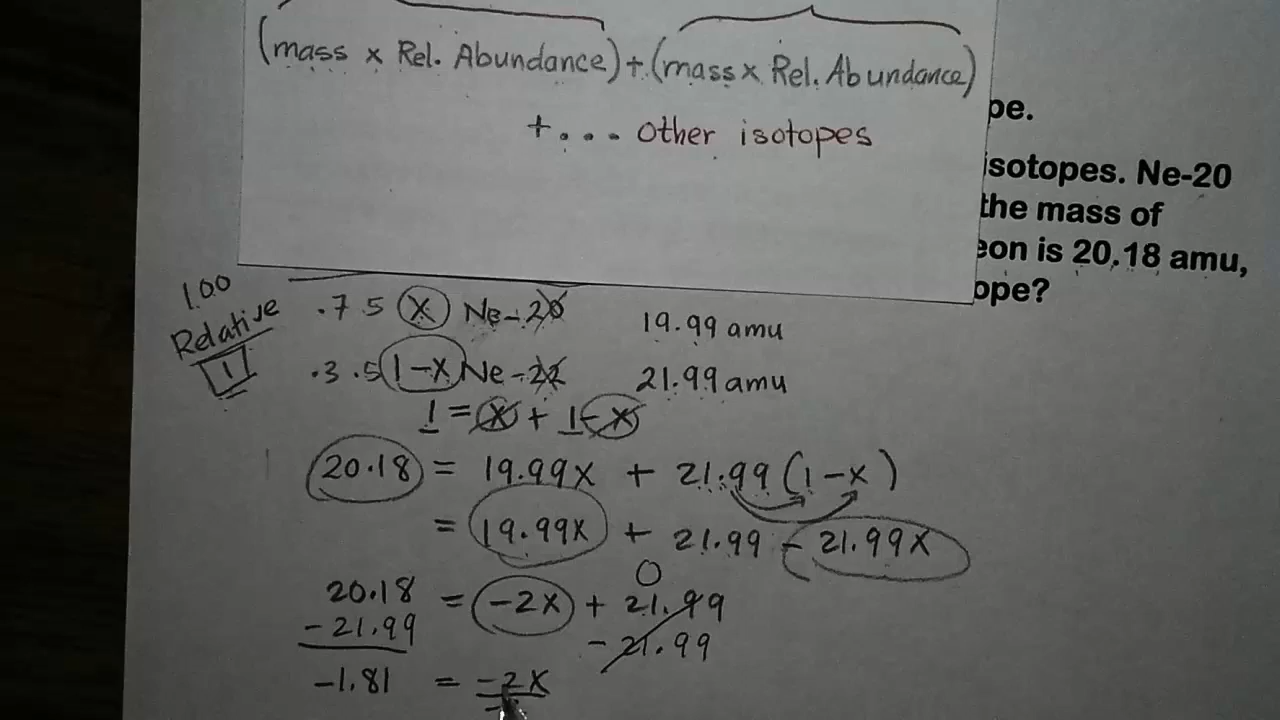 (mass x Rel. Abundance) + (mass x Rel. Abundance)
+ ... other isotopes
pe.
isotopes. Ne-20
the mass of
eon is 20.18 amu,
ope?
1.00
Relative
1
.75 x Ne-20 19.99 amu
.3.5 1-x Ne-22 21.99 amu
1 = x + 1-x
20.18 = 19.99x + 21.99(1-x)
= 19.99x + 21.99 - 21.99x
0
20.18 = -2x + 21.99
-21.99 -21.99
-1.81 = -2x